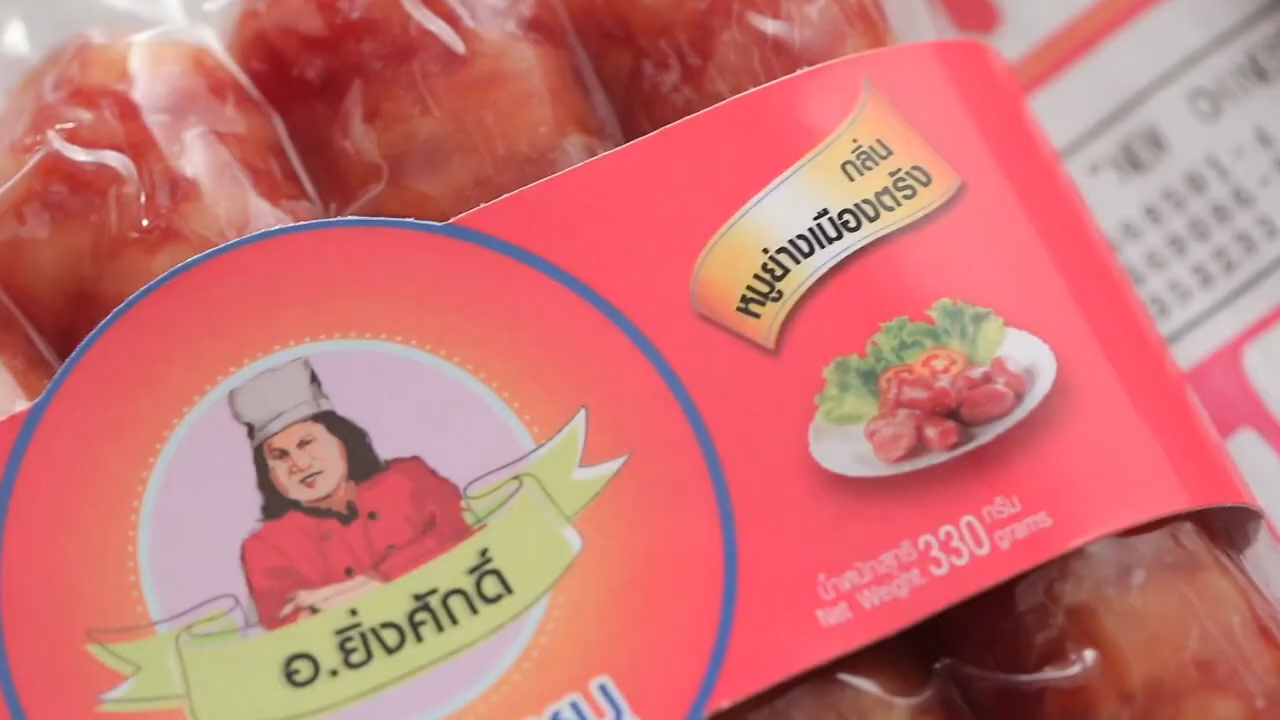 กลิ่น
หมูย่างเมืองตรัง
น้ำหนักสุทธิ 330 กรัม
Net Weight grams
อ.ยิ่งศักดิ์